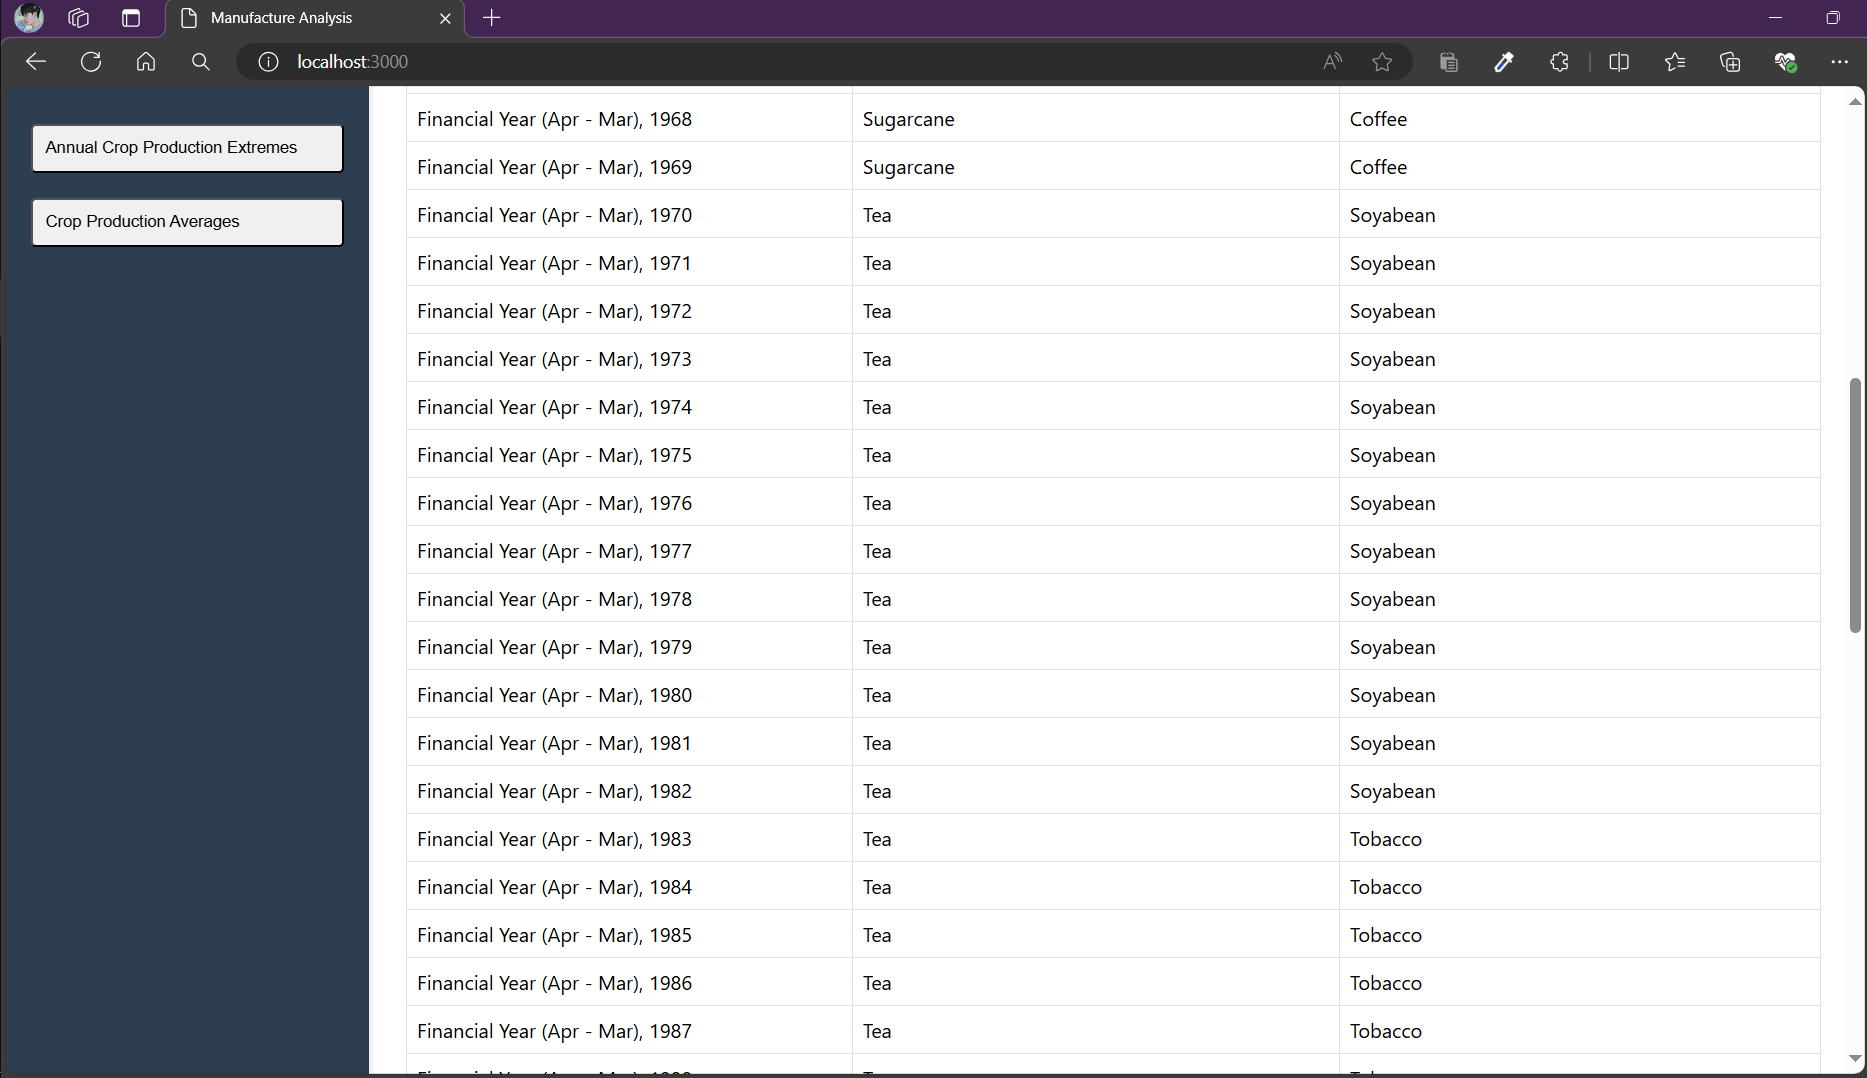 Manufacture Analysis
localhost:3000
Annual Crop Production Extremes
Crop Production Averages
Financial Year (Apr - Mar), 1968 Sugarcane Coffee
Financial Year (Apr - Mar), 1969 Sugarcane Coffee
Financial Year (Apr - Mar), 1970 Tea Soyabean
Financial Year (Apr - Mar), 1971 Tea Soyabean
Financial Year (Apr - Mar), 1972 Tea Soyabean
Financial Year (Apr - Mar), 1973 Tea Soyabean
Financial Year (Apr - Mar), 1974 Tea Soyabean
Financial Year (Apr - Mar), 1975 Tea Soyabean
Financial Year (Apr - Mar), 1976 Tea Soyabean
Financial Year (Apr - Mar), 1977 Tea Soyabean
Financial Year (Apr - Mar), 1978 Tea Soyabean
Financial Year (Apr - Mar), 1979 Tea Soyabean
Financial Year (Apr - Mar), 1980 Tea Soyabean
Financial Year (Apr - Mar), 1981 Tea Soyabean
Financial Year (Apr - Mar), 1982 Tea Soyabean
Financial Year (Apr - Mar), 1983 Tea Tobacco
Financial Year (Apr - Mar), 1984 Tea Tobacco
Financial Year (Apr - Mar), 1985 Tea Tobacco
Financial Year (Apr - Mar), 1986 Tea Tobacco
Financial Year (Apr - Mar), 1987 Tea Tobacco